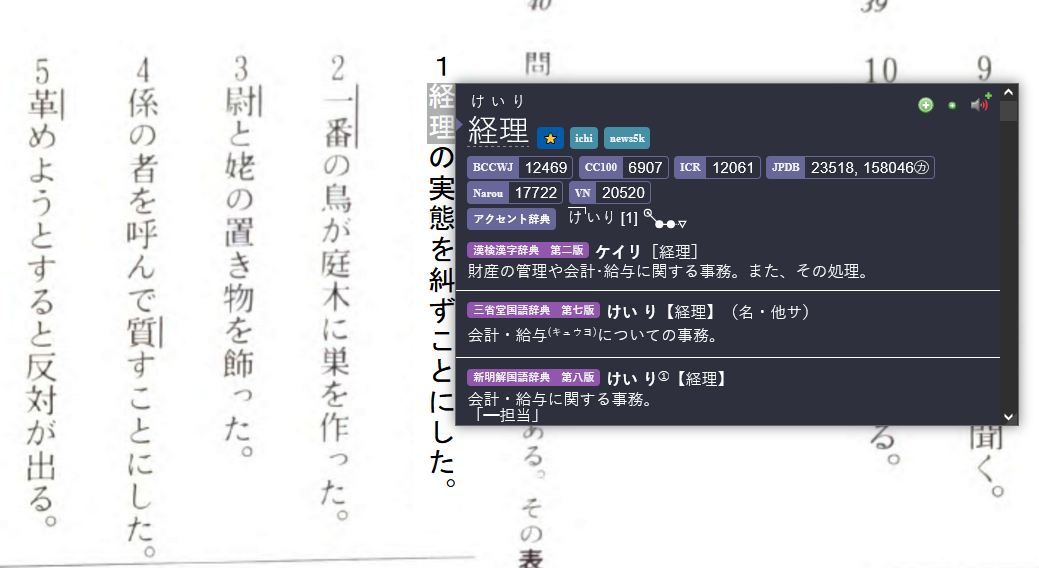 40
39
9
聞く。
10
る。
問
ある。その
表
1 経理の実態を糾すことにした。
2 一番の鳥が庭木に巣を作った。
3 尉と姥の置き物を飾った。
4 係の者を呼んで質すことにした。
5 革めようとすると反対が出る。
けいり
経理 ★ ichi news5k
BCCWJ 12469 CC100 6907 ICR 12061 JPDB 23518, 158046㋕
Narou 17722 VN 20520
アクセント辞典 けいり [1]
漢検漢字辞典 第二版 ケイリ［経理］
財産の管理や会計・給与に関する事務。また、その処理。
三省堂国語辞典 第七版 けい り【経理】（名・他サ）
会計・給与(キュウヨ)についての事務。
新明解国語辞典 第八版 けい り①【経理】
会計・給与に関する事務。
「―担当」